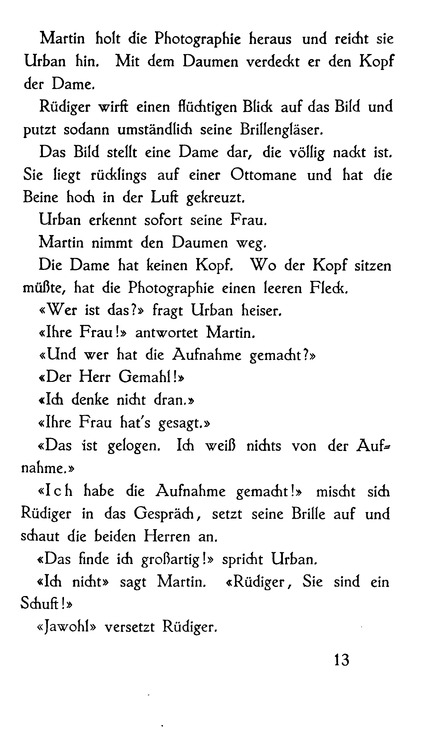 Martin holt die Photographie heraus und reicht sie
Urban hin. Mit dem Daumen verdeckt er den Kopf
der Dame.
Rüdiger wirft einen flüchtigen Blick auf das Bild und
putzt sodann umständlich seine Brillengläser.
Das Bild stellt eine Dame dar, die völlig nackt ist.
Sie liegt rücklings auf einer Ottomane und hat die
Beine hoch in der Luft gekreuzt.
Urban erkennt sofort seine Frau.
Martin nimmt den Daumen weg.
Die Dame hat keinen Kopf. Wo der Kopf sitzen
müßte, hat die Photographie einen leeren Fleck.
«Wer ist das?» fragt Urban heiser.
«Ihre Frau!» antwortet Martin.
«Und wer hat die Aufnahme gemacht?»
«Der Herr Gemahl!»
«Ich denke nicht dran.»
«Ihre Frau hat's gesagt.»
«Das ist gelogen. Ich weiß nichts von der Auf-
nahme.»
«Ich habe die Aufnahme gemacht!» mischt sich
Rüdiger in das Gespräch, setzt seine Brille auf und
schaut die beiden Herren an.
«Das finde ich großartig!» spricht Urban.
«Ich nicht» sagt Martin. «Rüdiger, Sie sind ein
Schuft!»
«Jawohl» versetzt Rüdiger.
13